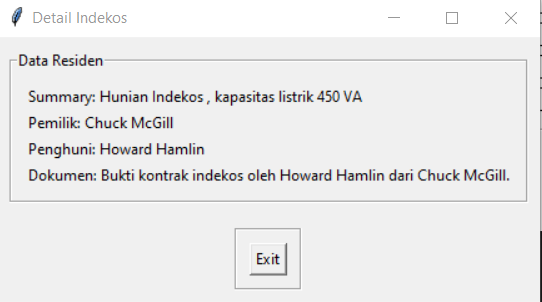 Detail Indekos
Data Residen
Summary: Hunian Indekos , kapasitas listrik 450 VA
Pemilik: Chuck McGill
Penghuni: Howard Hamlin
Dokumen: Bukti kontrak indekos oleh Howard Hamlin dari Chuck McGill.
Exit